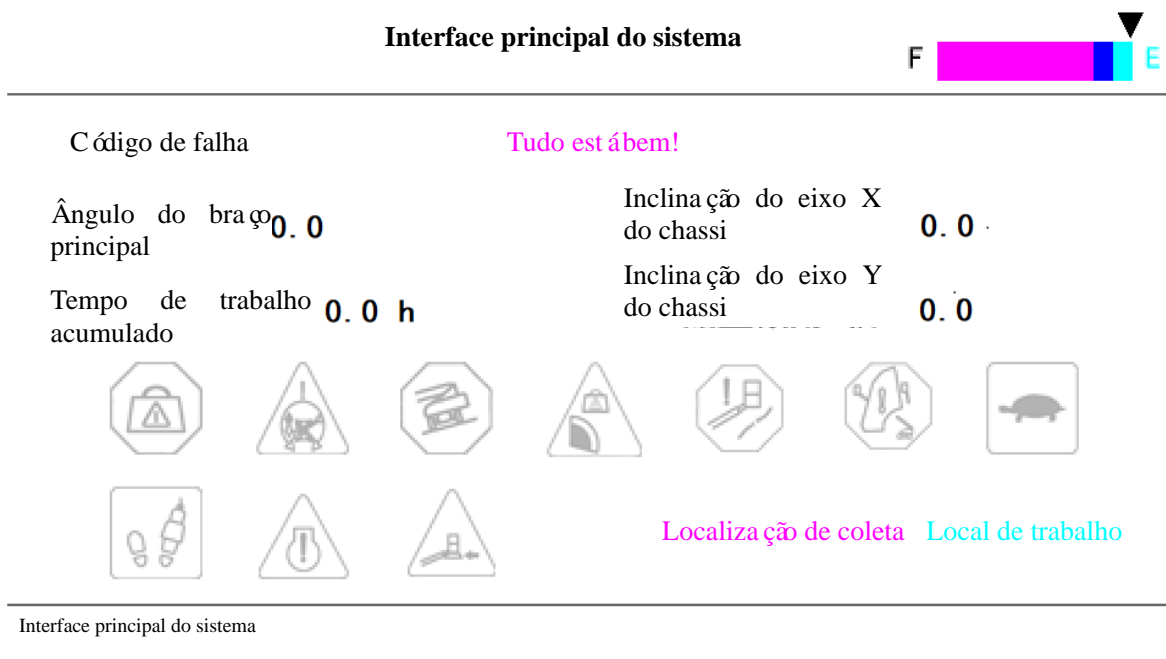 Interface principal do sistema
F E
Código de falha Tudo está bem!
Ângulo do braço principal 0.0
Inclinação do eixo X do chassi 0.0
Tempo de trabalho acumulado 0.0 h
Inclinação do eixo Y do chassi 0.0
Localização de coleta Local de trabalho
Interface principal do sistema